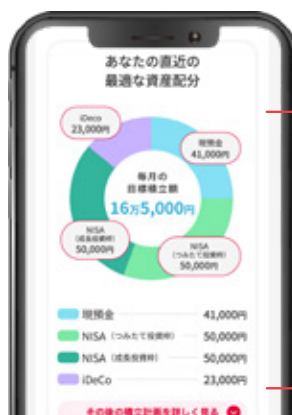 あなたの直近の
最適な資産配分
iDeco
23,000円
現預金
41,000円
毎月の
目標積立額
16万5,000円
NISA
(成長投資枠)
50,000円
NISA
(つみたて投資枠)
50,000円
現預金 41,000円
NISA (つみたて投資枠) 50,000円
NISA (成長投資枠) 50,000円
iDeCo 23,000円
その後の積立計画を詳しく見る